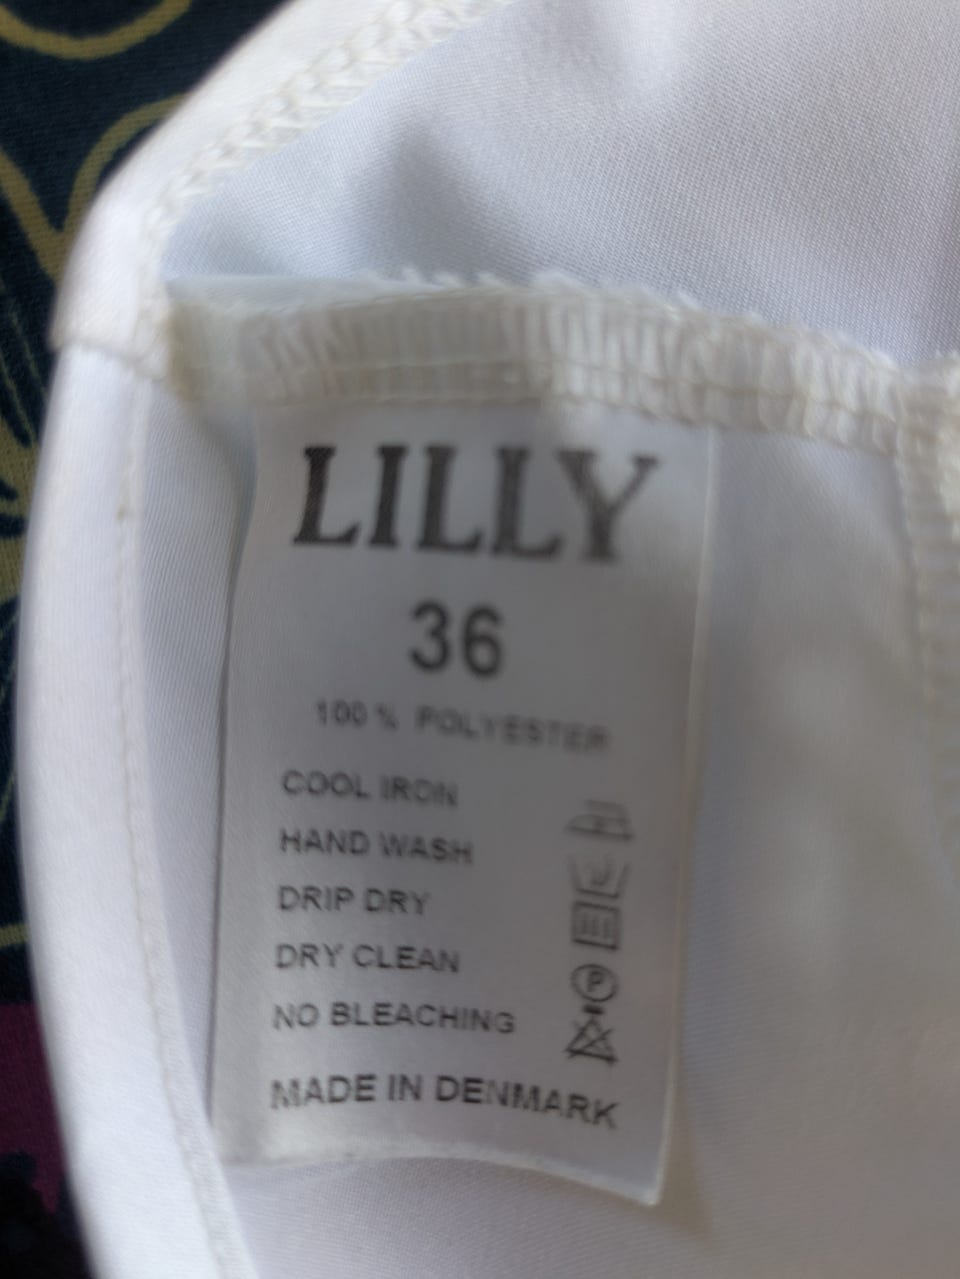 LILLY
36
100 % POLYESTER
COOL IRON
HAND WASH
DRIP DRY
DRY CLEAN
P
NO BLEACHING
MADE IN DENMARK